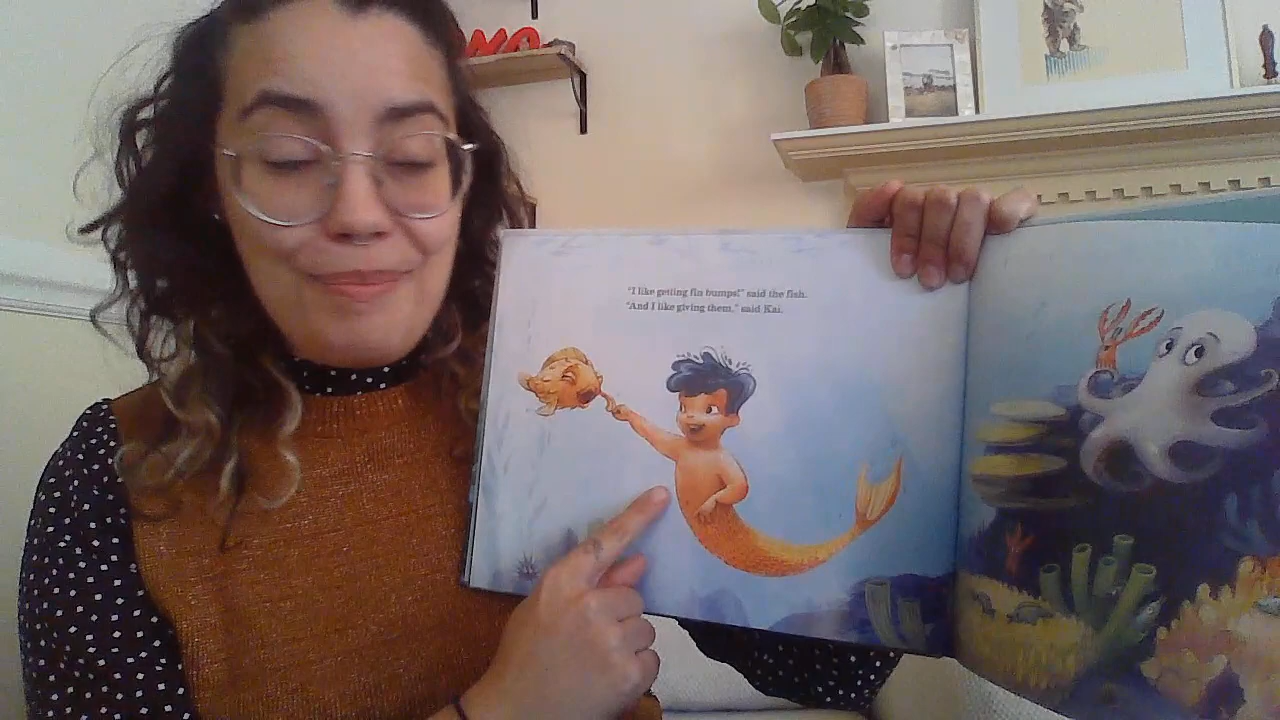 "I like getting fin bumps!" said the fish.
"And I like giving them," said Kai.